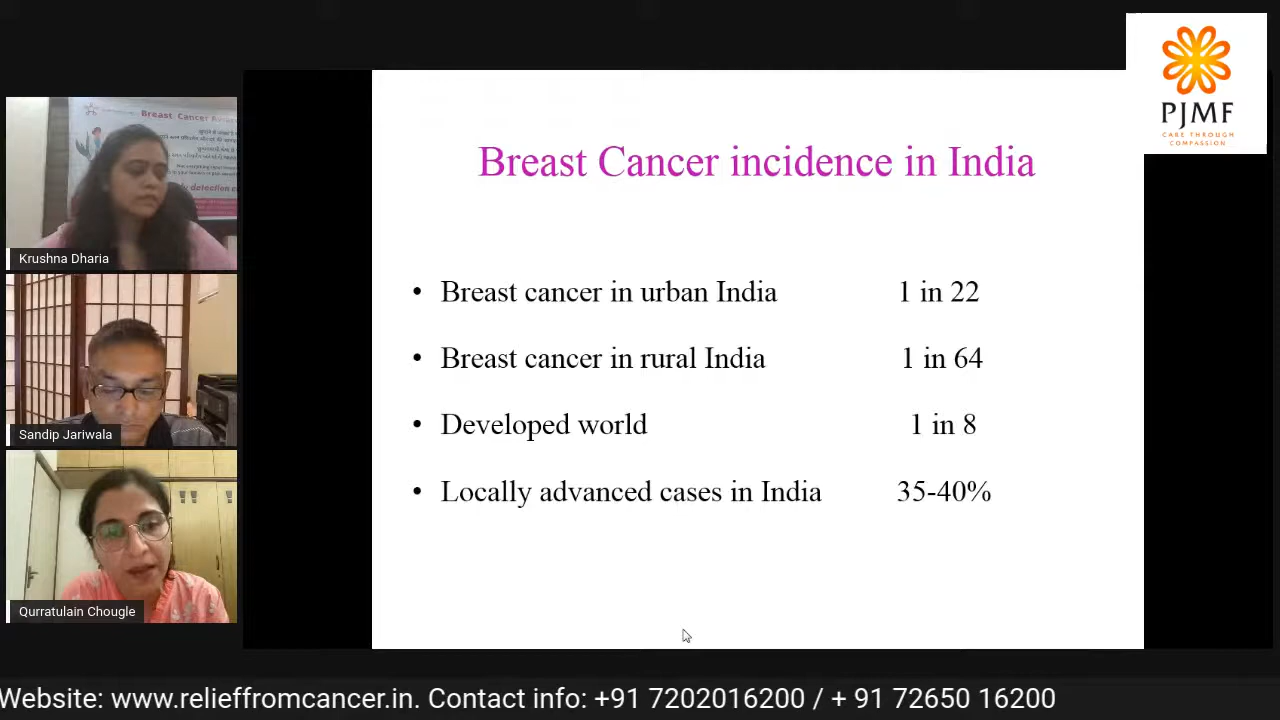 PJMF
CARE THROUGH
COMPASSION
Breast Cancer
Krushna Dharia
Sandip Jariwala
Qurratulain Chougle
Breast Cancer incidence in India
• Breast cancer in urban India 1 in 22
• Breast cancer in rural India 1 in 64
• Developed world 1 in 8
• Locally advanced cases in India 35-40%
Website: www.relieffromcancer.in. Contact info: +91 7202016200 / + 91 72650 16200